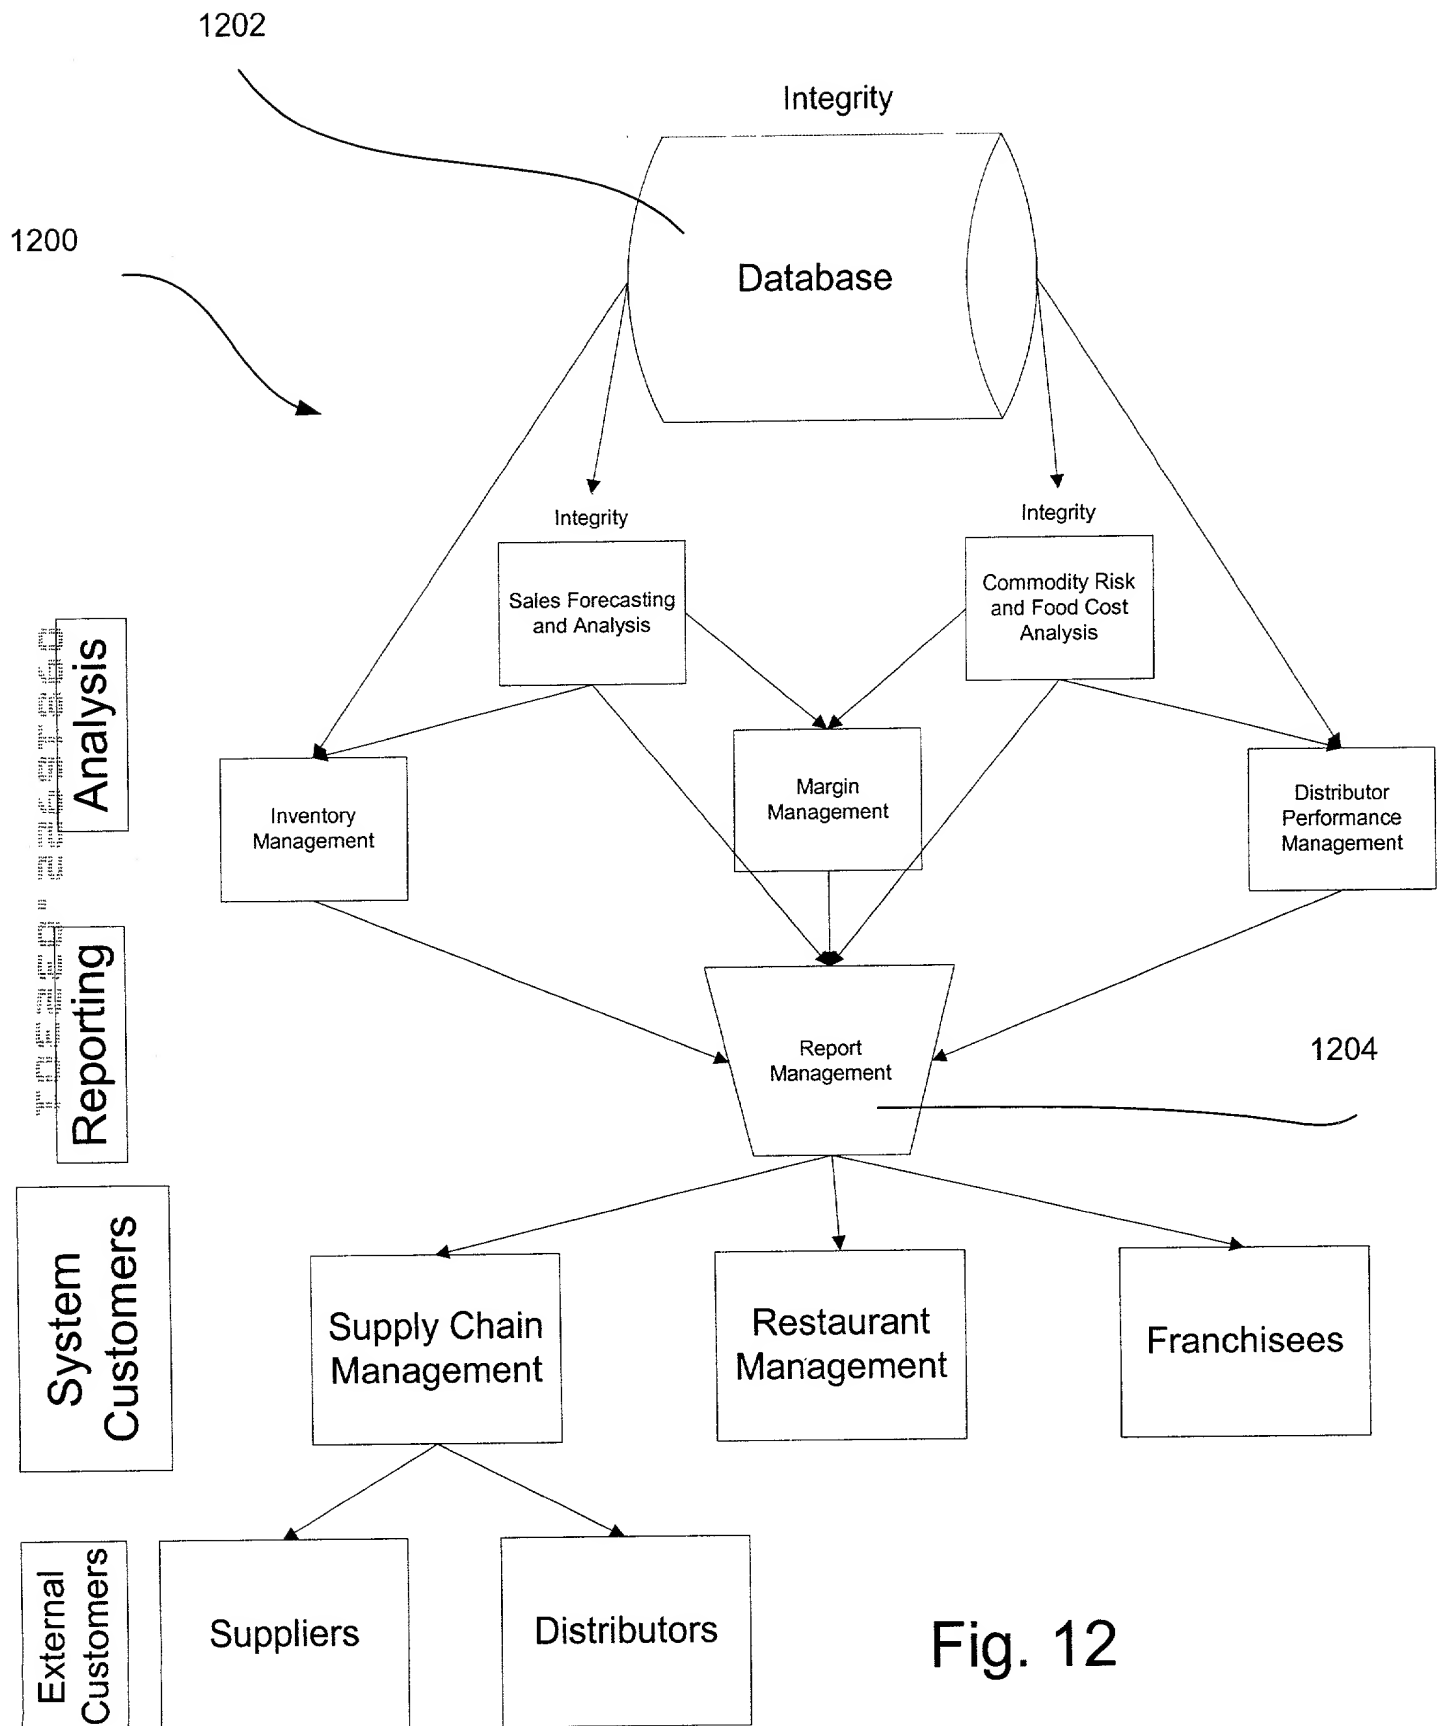 1202
Integrity
1200
Database
Integrity
Integrity
Sales Forecasting
and Analysis
Commodity Risk
and Food Cost
Analysis
Analysis
Inventory
Management
Margin
Management
Distributor
Performance
Management
Reporting
Report
Management
1204
System
Customers
Supply Chain
Management
Restaurant
Management
Franchisees
External
Customers
Suppliers
Distributors
Fig. 12